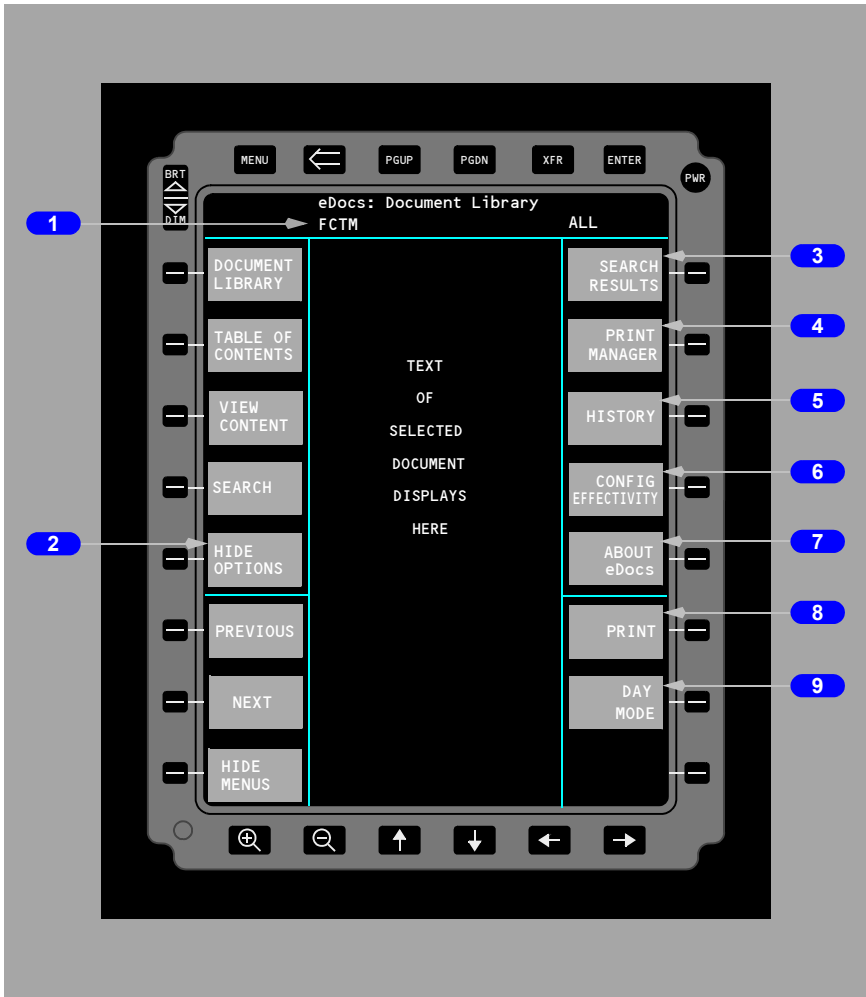 MENU PGUP PGDN XFR ENTER
BRT
PWR
DIM
eDocs: Document Library
1
FCTM ALL
DOCUMENT
LIBRARY
TABLE OF
CONTENTS
VIEW
CONTENT
SEARCH
2
HIDE
OPTIONS
PREVIOUS
NEXT
HIDE
MENUS
TEXT
OF
SELECTED
DOCUMENT
DISPLAYS
HERE
SEARCH
RESULTS
3
PRINT
MANAGER
4
HISTORY
5
CONFIG
EFFECTIVITY
6
ABOUT
eDocs
7
PRINT
8
DAY
MODE
9